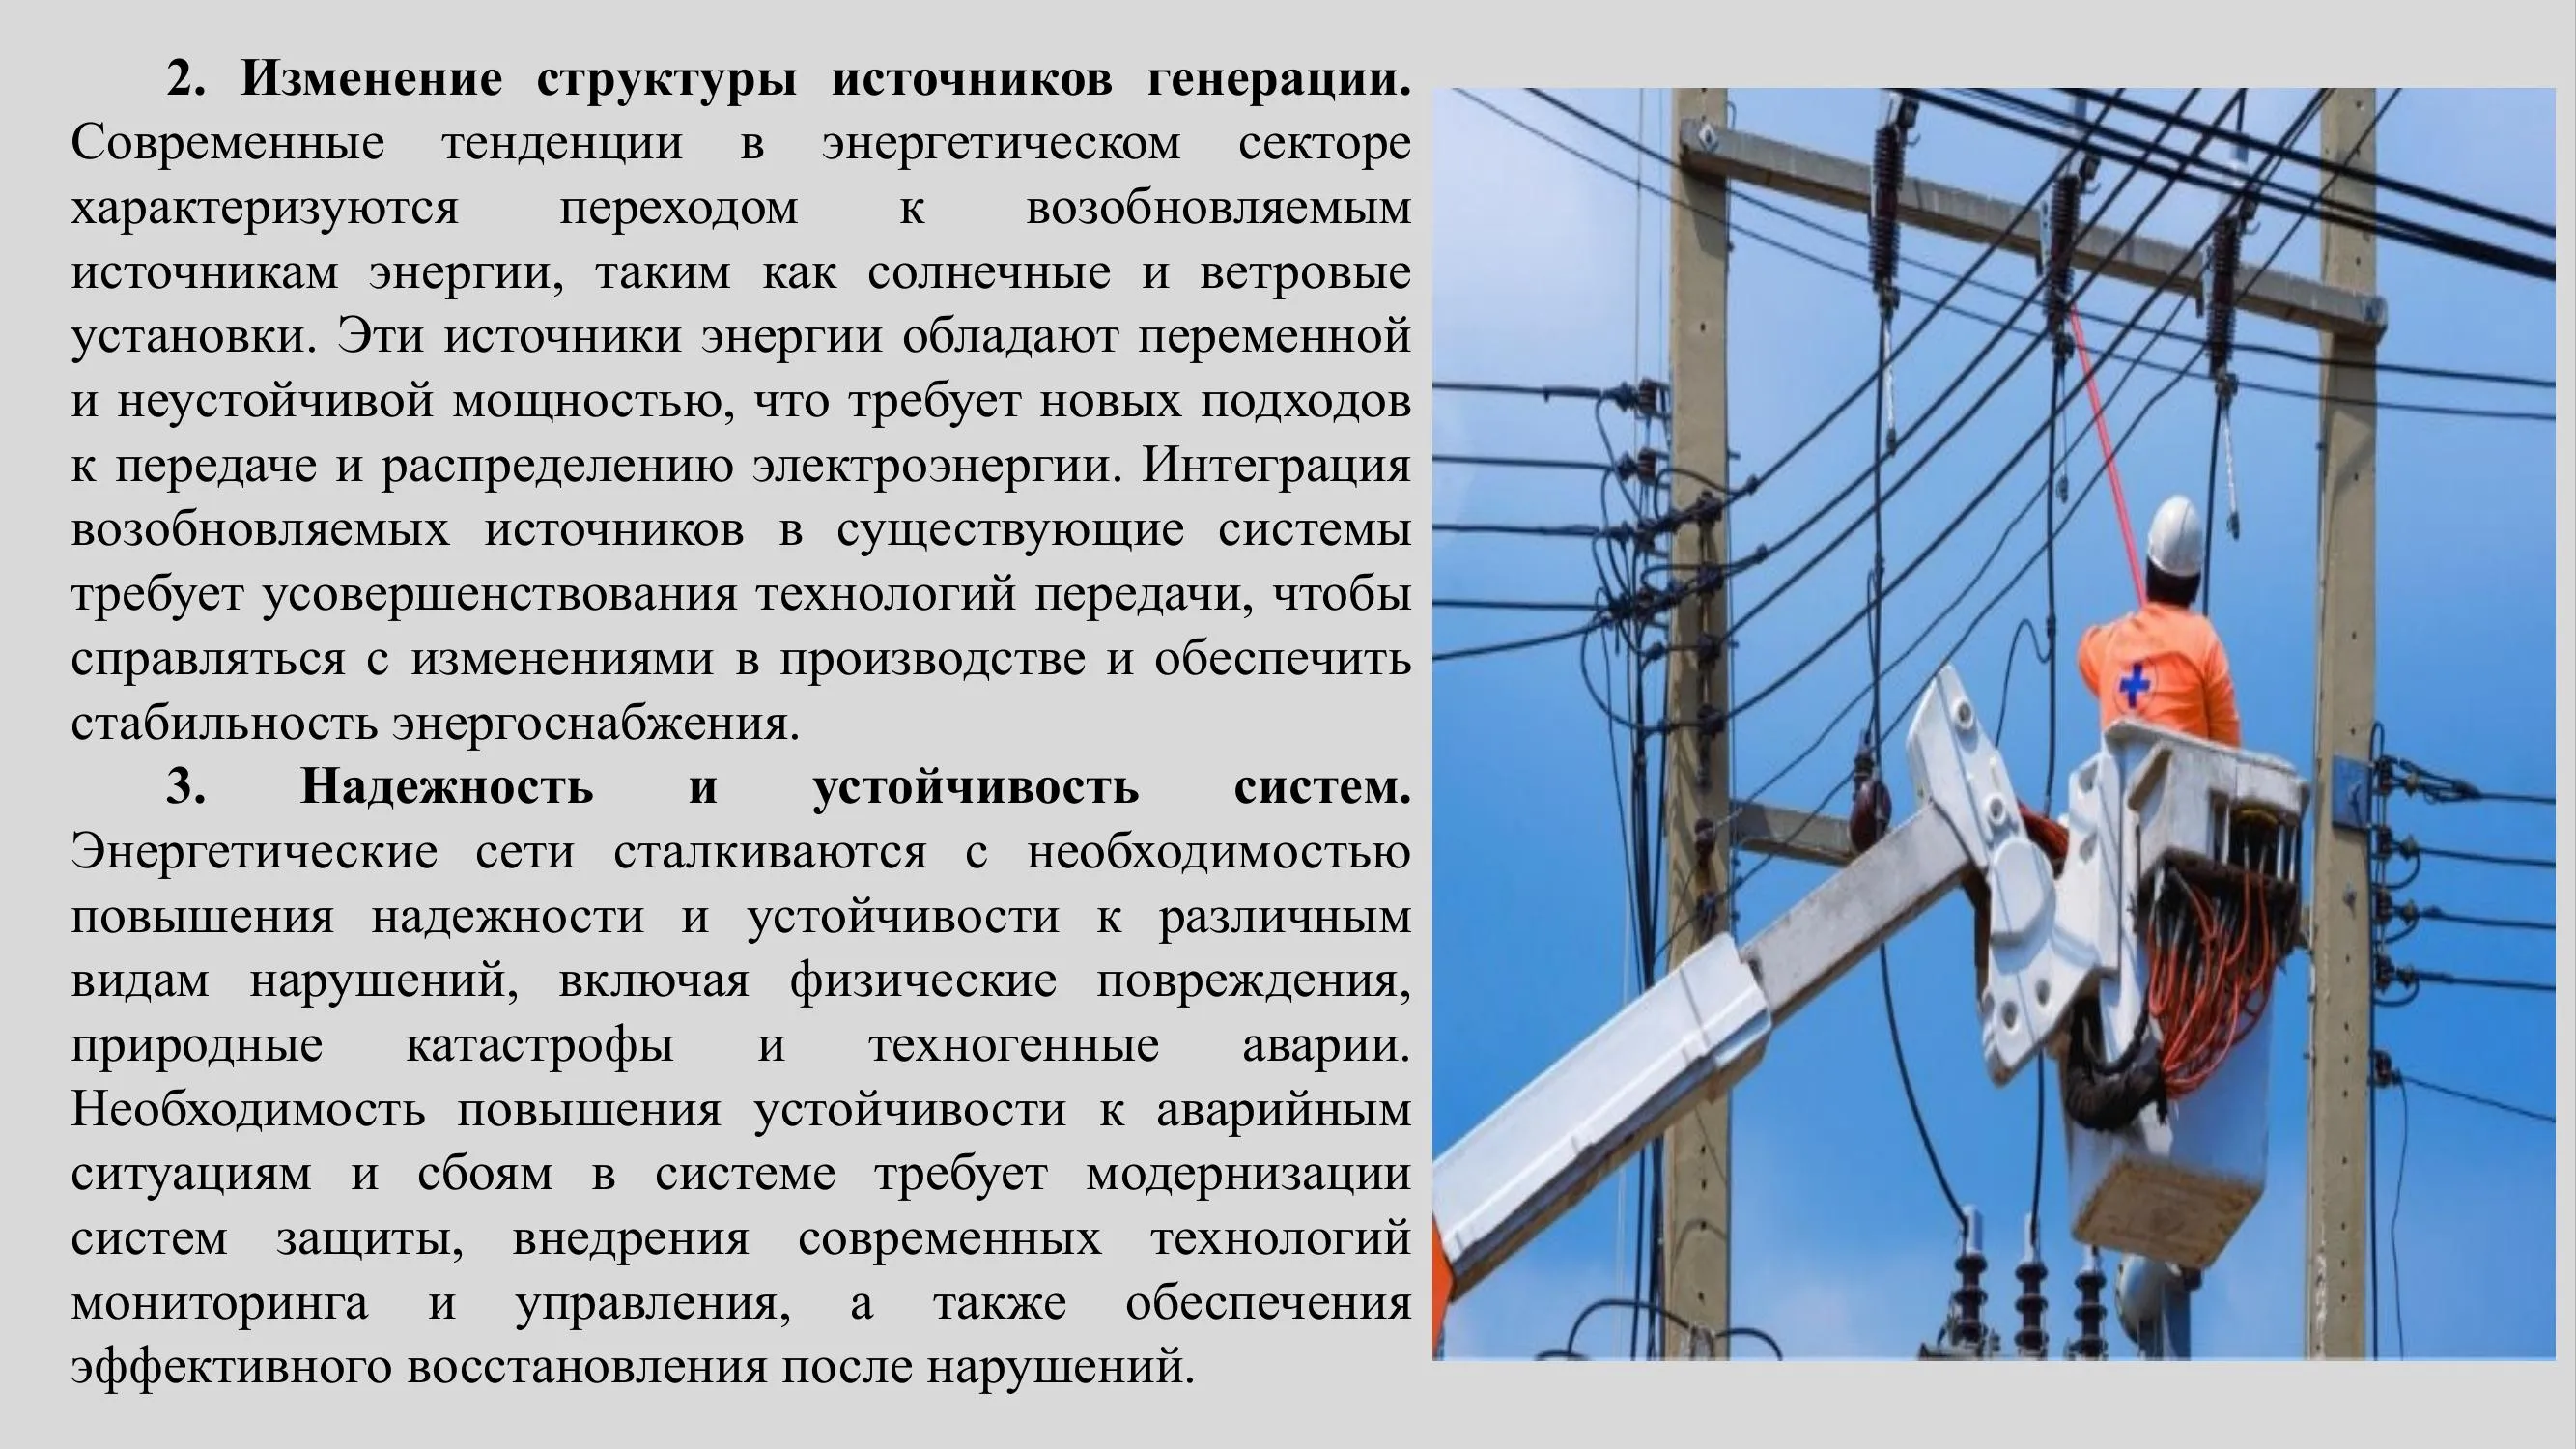 2. Изменение структуры источников генерации.
Современные тенденции в энергетическом секторе
характеризуются переходом к возобновляемым
источникам энергии, таким как солнечные и ветровые
установки. Эти источники энергии обладают переменной
и неустойчивой мощностью, что требует новых подходов
к передаче и распределению электроэнергии. Интеграция
возобновляемых источников в существующие системы
требует усовершенствования технологий передачи, чтобы
справляться с изменениями в производстве и обеспечить
стабильность энергоснабжения.
3. Надежность и устойчивость систем.
Энергетические сети сталкиваются с необходимостью
повышения надежности и устойчивости к различным
видам нарушений, включая физические повреждения,
природные катастрофы и техногенные аварии.
Необходимость повышения устойчивости к аварийным
ситуациям и сбоям в системе требует модернизации
систем защиты, внедрения современных технологий
мониторинга и управления, а также обеспечения
эффективного восстановления после нарушений.